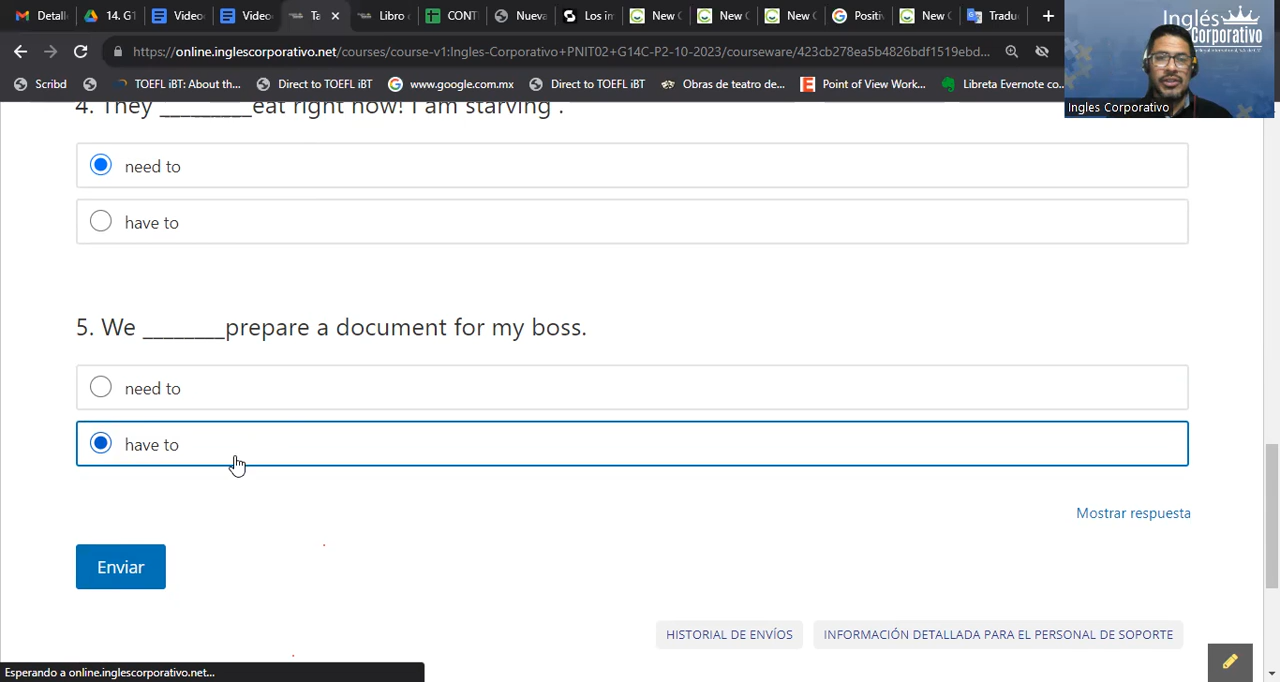 Detall
14. G1
Video
Video
Ta
Libro
CONT
Nueva
Los in
New C
New C
New C
Positi
New C
Tradu
https://online.inglescorporativo.net/courses/course-v1:Ingles-Corporativo+PNIT02+G14C-P2-10-2023/courseware/423cb278ea5b4826bdf1519ebd...
Scribd
TOEFL iBT: About th...
Direct to TOEFL iBT
www.google.com.mx
Direct to TOEFL iBT
Obras de teatro de...
Point of View Work...
Libreta Evernote co...
Inglés
Corporativo
Ingles Corporativo
4. They _________eat right now! I am starving .
need to
have to
5. We ________prepare a document for my boss.
need to
have to
Mostrar respuesta
Enviar
HISTORIAL DE ENVÍOS
INFORMACIÓN DETALLADA PARA EL PERSONAL DE SOPORTE
Esperando a online.inglescorporativo.net...